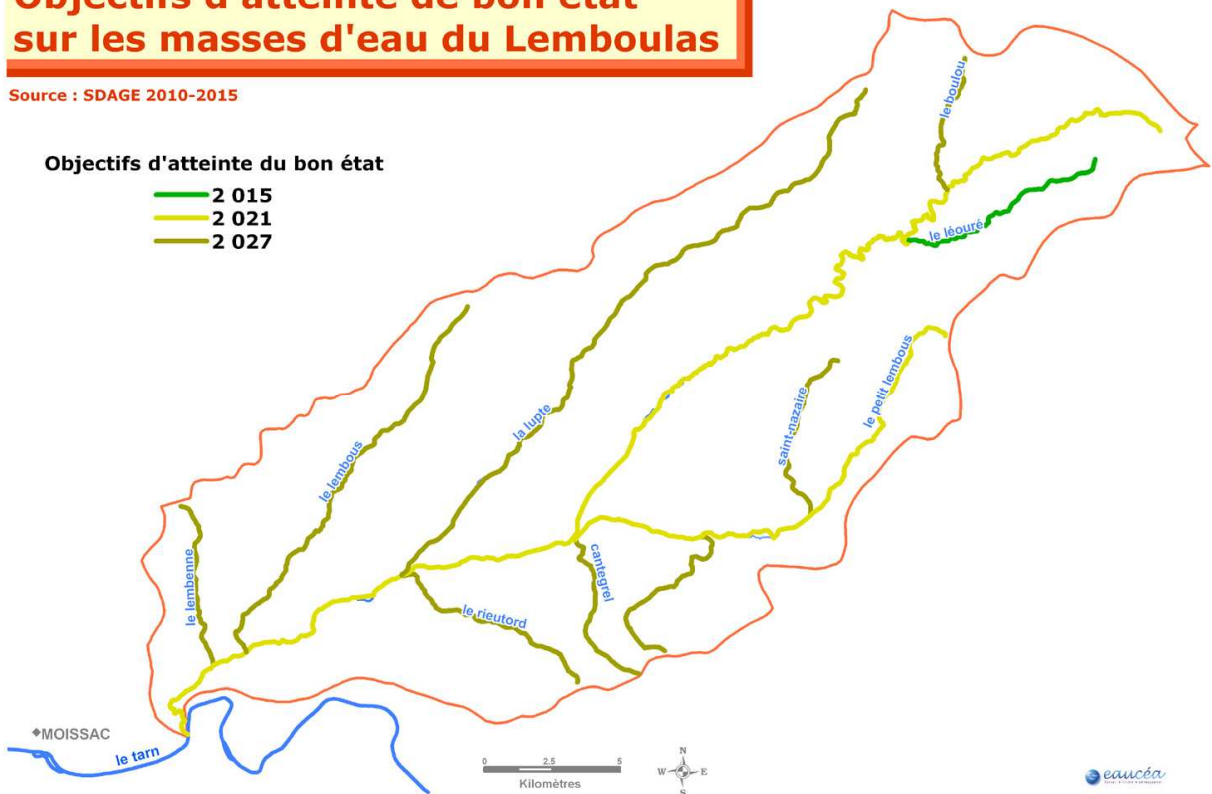 Objectifs d'atteinte de bon état
sur les masses d'eau du Lemboulas
Source : SDAGE 2010-2015
Objectifs d'atteinte du bon état
2 015
2 021
2 027
le boulou
le léouré
le petit lembous
saint-nazaire
la lupte
le lembous
le lembenne
cantegrel
le rieutord
MOISSAC
le tarn
0 2.5 5
Kilomètres
N
W E
S
eaucéa